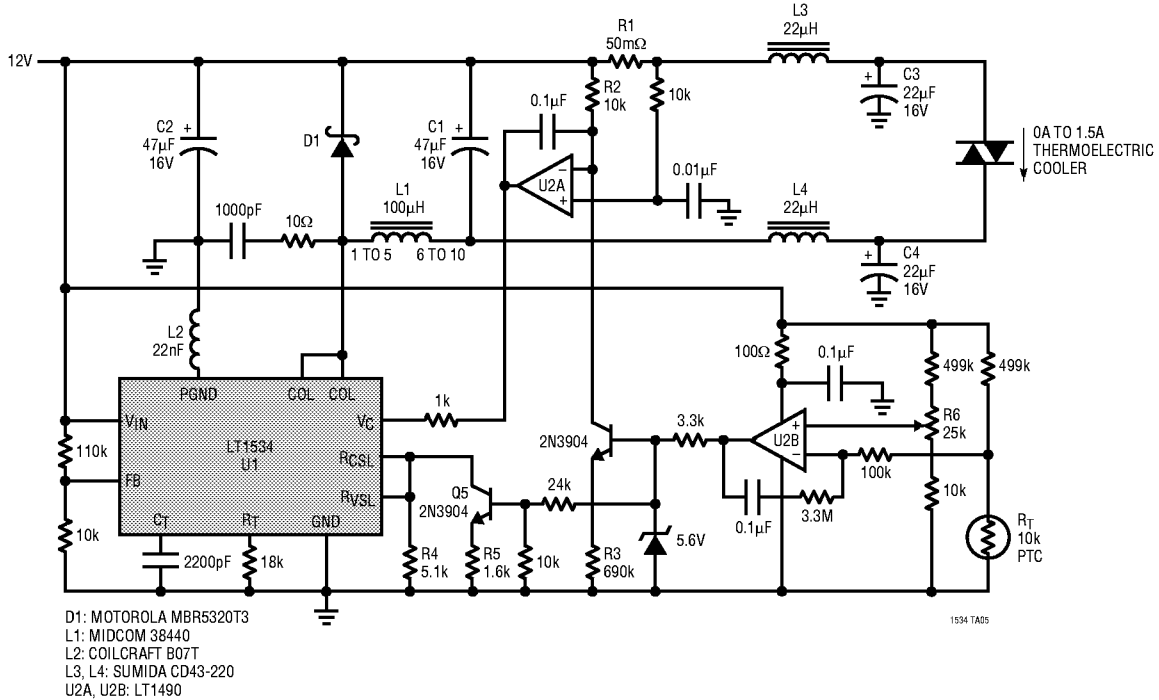 12V
R1
50mΩ
L3
22µH
C2
47µF
16V
+
D1
C1
47µF
16V
+
0.1µF
R2
10k
10k
U2A
−
+
0.01µF
+
C3
22µF
16V
0A TO 1.5A
THERMOELECTRIC
COOLER
L1
100µH
1 TO 5
6 TO 10
1000pF
10Ω
L4
22µH
+
C4
22µF
16V
L2
22nF
PGND
COL
COL
VIN
VC
LT1534
U1
RCSL
RVSL
FB
CT
RT
GND
110k
10k
2200pF
18k
1k
Q5
2N3904
24k
R4
5.1k
R5
1.6k
10k
2N3904
R3
690k
5.6V
3.3k
100Ω
0.1µF
U2B
+
−
0.1µF
3.3M
100k
499k
499k
R6
25k
10k
RT
10k
PTC
1534 TA05
D1: MOTOROLA MBR5320T3
L1: MIDCOM 38440
L2: COILCRAFT B07T
L3, L4: SUMIDA CD43-220
U2A, U2B: LT1490